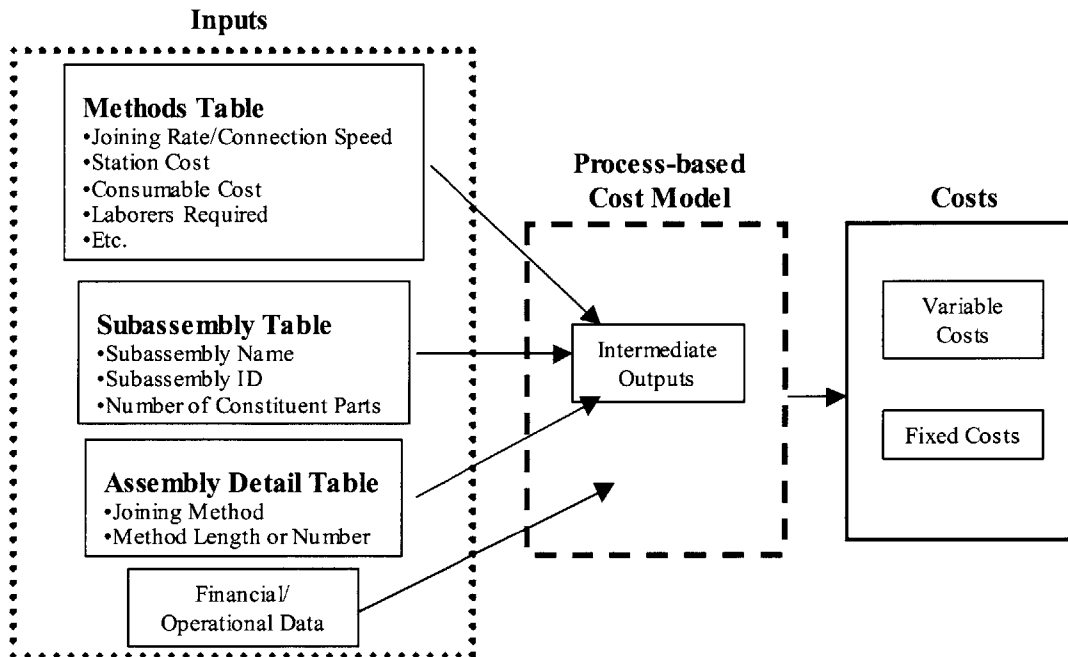 Inputs
Methods Table
•Joining Rate/Connection Speed
•Station Cost
•Consumable Cost
•Laborers Required
•Etc.
Subassembly Table
•Subassembly Name
•Subassembly ID
•Number of Constituent Parts
Assembly Detail Table
•Joining Method
•Method Length or Number
Financial/
Operational Data
Process-based
Cost Model
Intermediate
Outputs
Costs
Variable
Costs
Fixed Costs